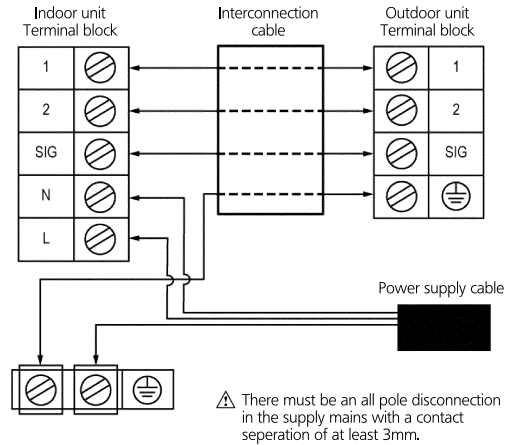 Indoor unit
Terminal block
Interconnection
cable
Outdoor unit
Terminal block
1
1
2
2
SIG
SIG
N
L
Power supply cable
There must be an all pole disconnection
in the supply mains with a contact
seperation of at least 3mm.